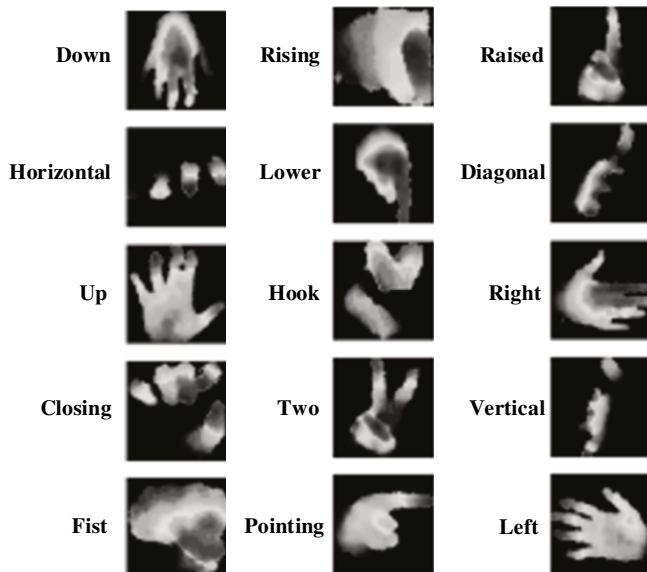 Down Rising Raised
Horizontal Lower Diagonal
Up Hook Right
Closing Two Vertical
Fist Pointing Left